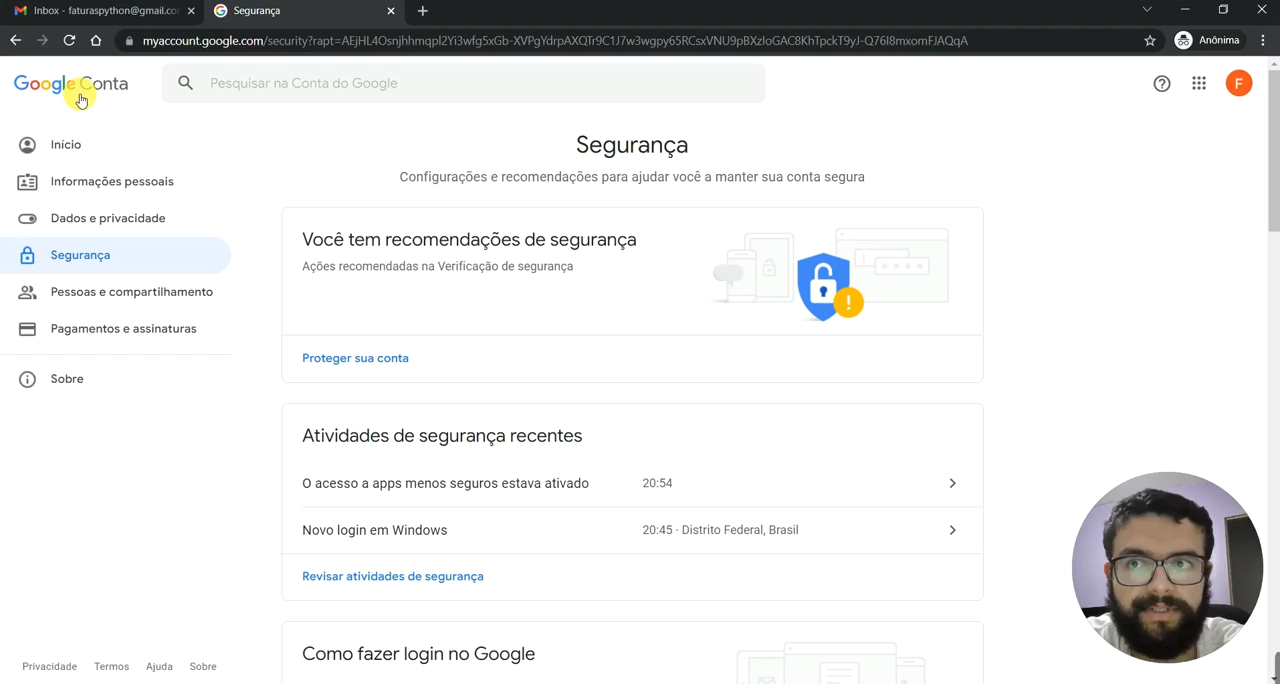 Inbox - faturaspython@gmail.co
Segurança
myaccount.google.com/security?rapt=AEjHL4Osnjhhmqpl2Yi3wfg5xGb-XVPgYdrpAXQTr9C1J7w3wgpy65RCsxVNU9pBXzIoGAC8KhTpckT9yJ-Q76I8mxomFJAQqA
Anônima
Google Conta
Pesquisar na Conta do Google
F
Início
Informações pessoais
Dados e privacidade
Segurança
Pessoas e compartilhamento
Pagamentos e assinaturas
Sobre
Segurança
Configurações e recomendações para ajudar você a manter sua conta segura
Você tem recomendações de segurança
Ações recomendadas na Verificação de segurança
Proteger sua conta
Atividades de segurança recentes
O acesso a apps menos seguros estava ativado 20:54
Novo login em Windows 20:45 · Distrito Federal, Brasil
Revisar atividades de segurança
Como fazer login no Google
Privacidade Termos Ajuda Sobre